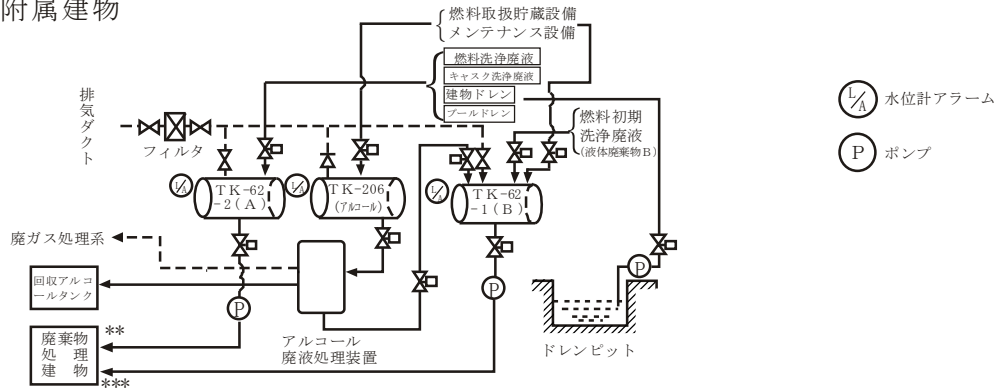 附属建物
燃料取扱貯蔵設備
メンテナンス設備
燃料洗浄廃液
キャスク洗浄廃液
建物ドレン
プールドレン
排気ダクト
フィルタ
燃料初期
洗浄廃液
(液体廃棄物B)
L/A 水位計アラーム
P ポンプ
L/A
TK-62
-2(A)
L/A
TK-206
(アルコール)
L/A
TK-62
-1(B)
廃ガス処理系
回収アルコ
ールタンク
P
P
P
廃棄物
処 理
建 物
**
***
アルコール
廃液処理装置
ドレンピット